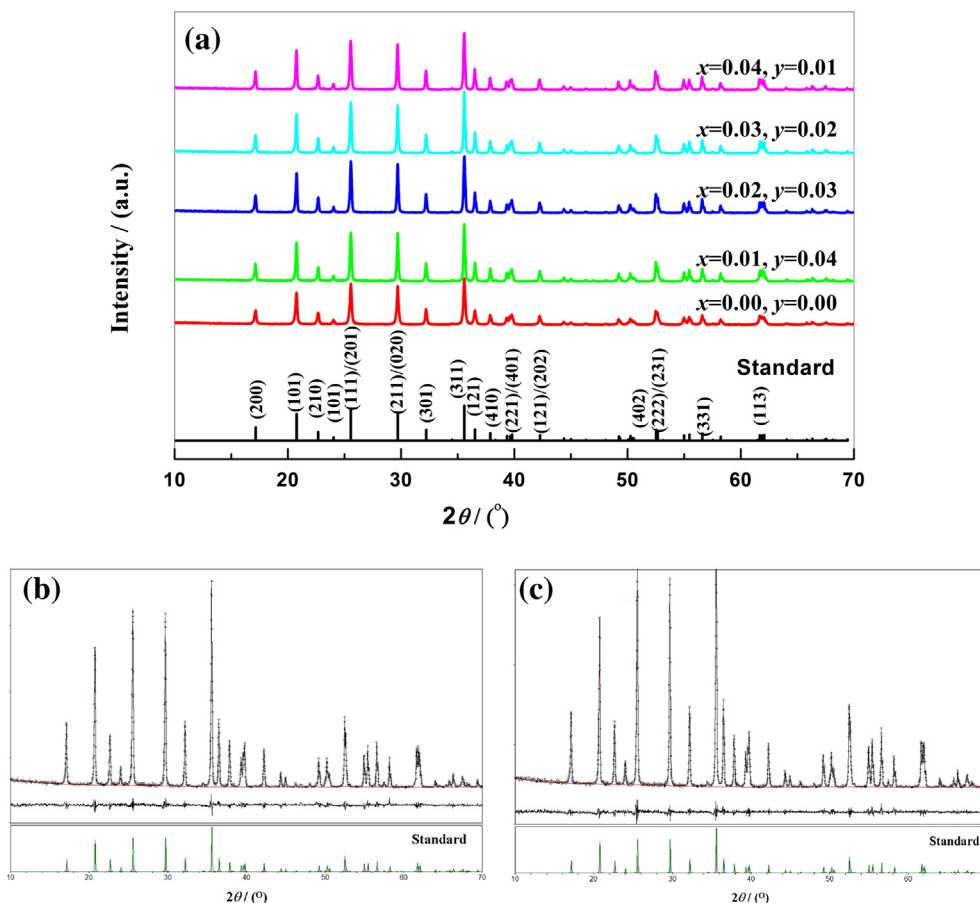 (a)
Intensity / (a.u.)
x=0.04, y=0.01
x=0.03, y=0.02
x=0.02, y=0.03
x=0.01, y=0.04
x=0.00, y=0.00
Standard
(200)
(101)
(210)
(101)
(111)/(201)
(211)/(020)
(301)
(311)
(121)
(410)
(221)/(401)
(121)/(202)
(402)
(222)/(231)
(331)
(113)
10 20 30 40 50 60 70
2θ / (°)
(b)
Standard
10 20 30 40 50 60 70
2θ / (°)
(c)
Standard
10 20 30 40 50 60
2θ / (°)